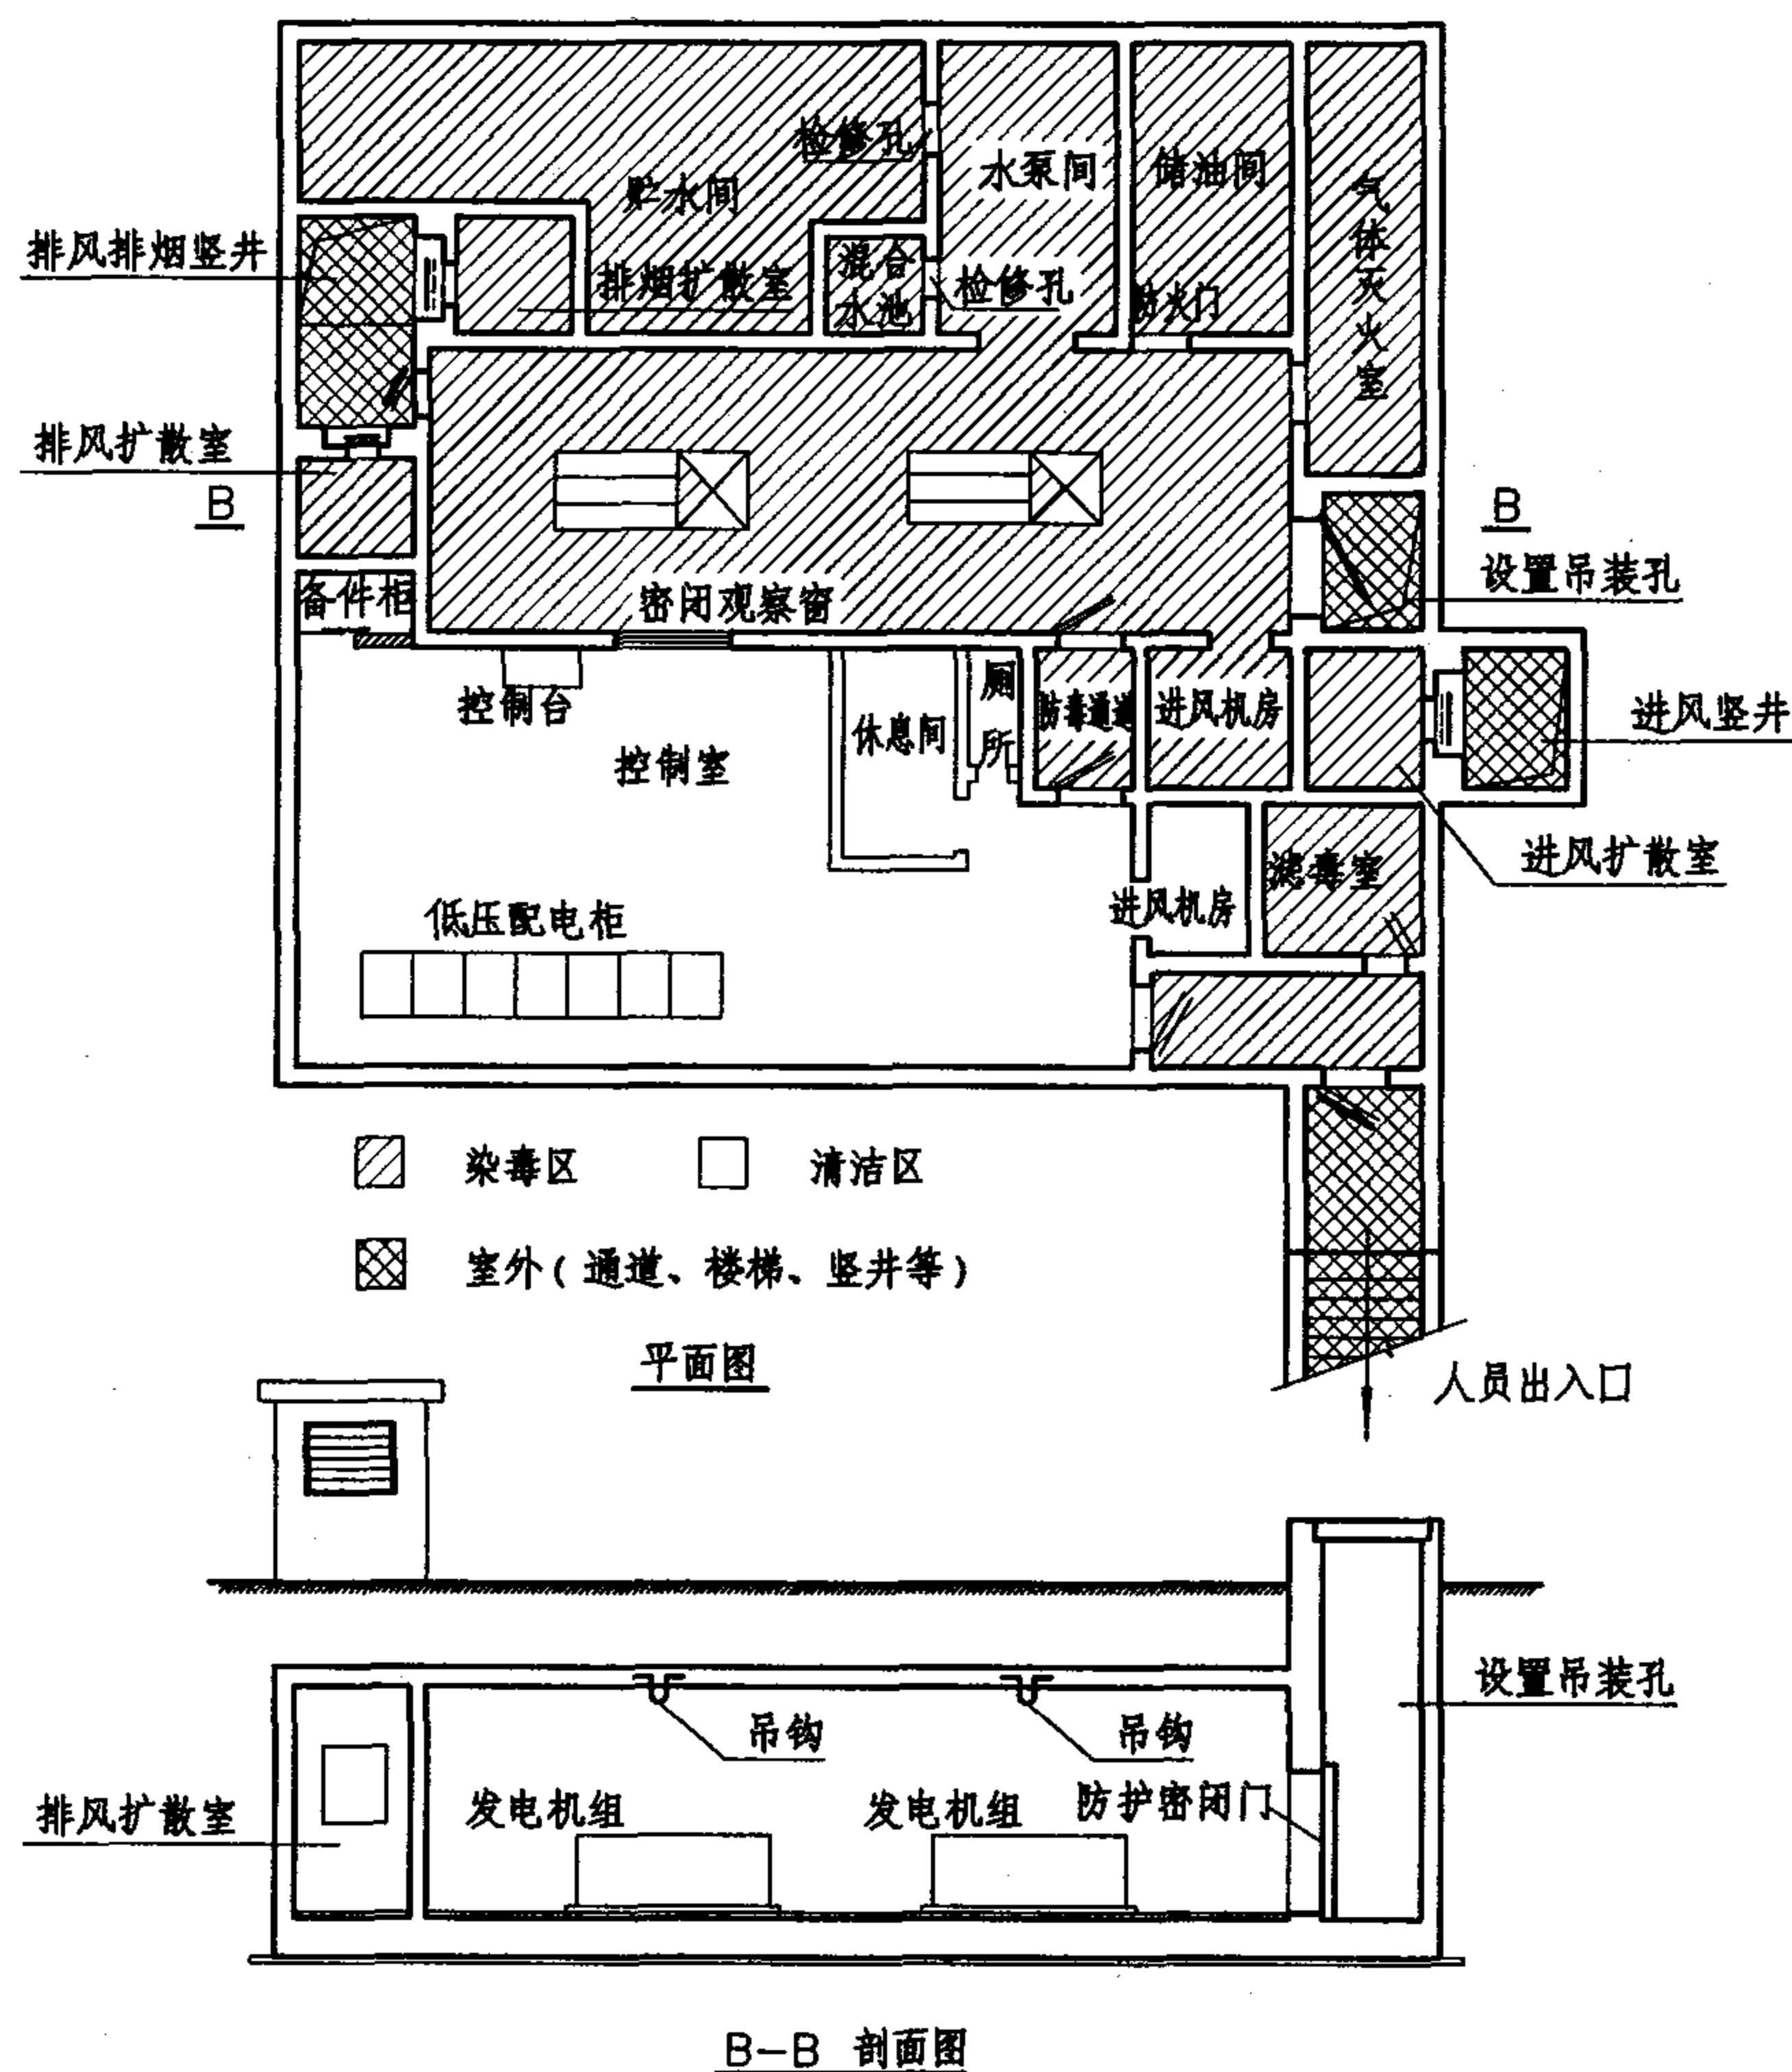 检修孔
水泵间
储油间
气体灭火室
贮水间
排风排烟竖井
排烟扩散室
混合
水池
检修孔
防火门
排风扩散室
B
B
设置吊装孔
备件柜
密闭观察窗
控制台
控制室
休息间
厕所
防毒通道
进风机房
进风竖井
进风扩散室
滤毒室
进风机房
低压配电柜
染毒区
清洁区
室外(通道、楼梯、竖井等)
平面图
人员出入口
设置吊装孔
吊钩
吊钩
防护密闭门
发电机组
发电机组
排风扩散室
B-B 剖面图